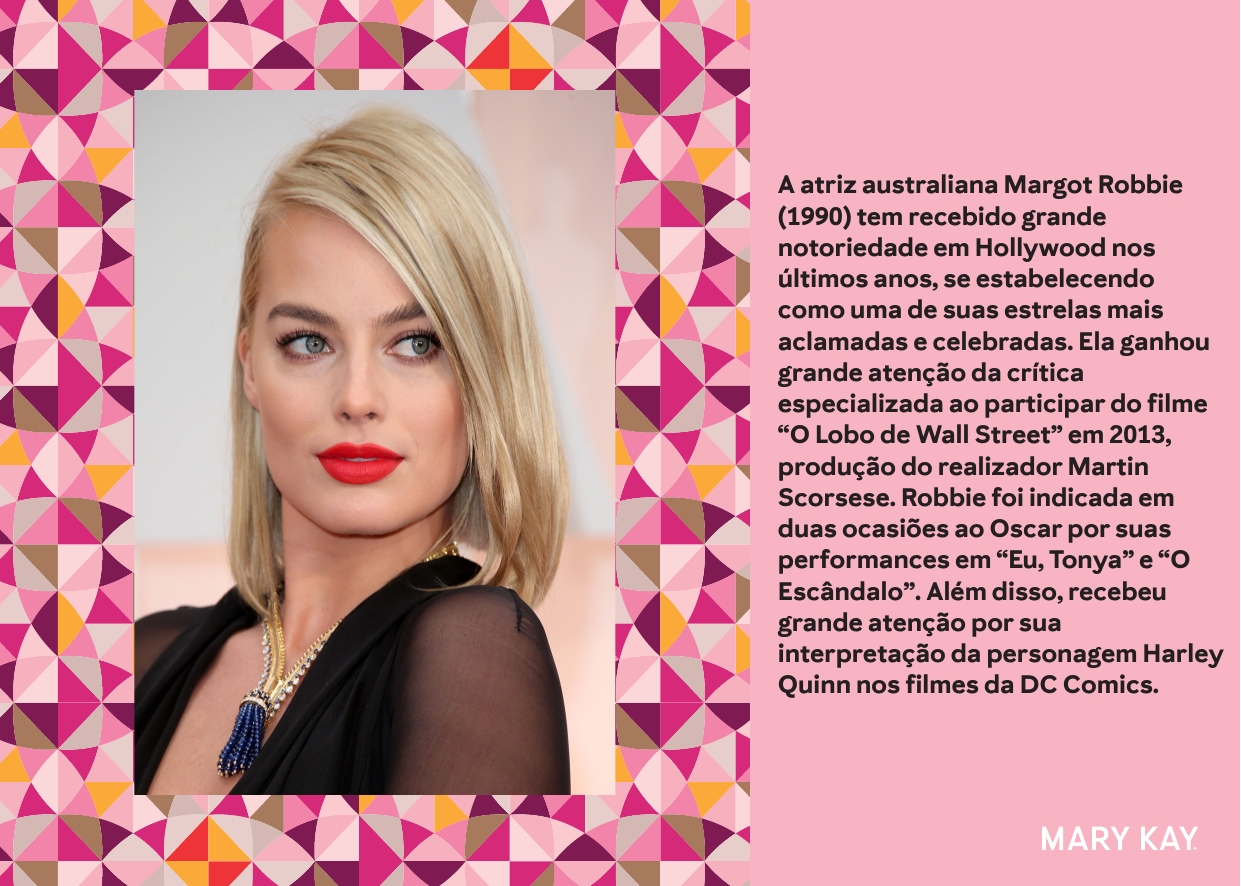 A atriz australiana Margot Robbie
(1990) tem recebido grande
notoriedade em Hollywood nos
últimos anos, se estabelecendo
como uma de suas estrelas mais
aclamadas e celebradas. Ela ganhou
grande atenção da crítica
especializada ao participar do filme
“O Lobo de Wall Street” em 2013,
produção do realizador Martin
Scorsese. Robbie foi indicada em
duas ocasiões ao Oscar por suas
performances em “Eu, Tonya” e “O
Escândalo”. Além disso, recebeu
grande atenção por sua
interpretação da personagem Harley
Quinn nos filmes da DC Comics.
MARY KAY.